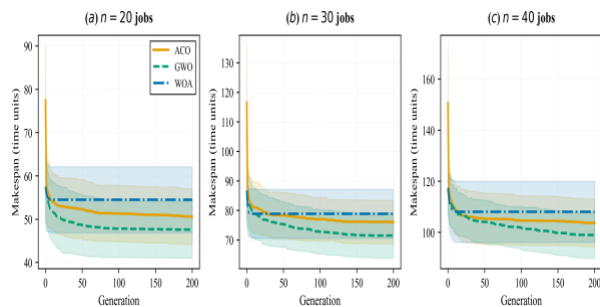 (a) n = 20 jobs
(b) n = 30 jobs
(c) n = 40 jobs
Makespan (time units)
90
80
70
60
50
40
ACO
GWO
WOA
0 50 100 150 200
Generation
Makespan (time units)
130
120
110
100
90
80
70
0 50 100 150 200
Generation
Makespan (time units)
160
140
120
100
0 50 100 150 200
Generation